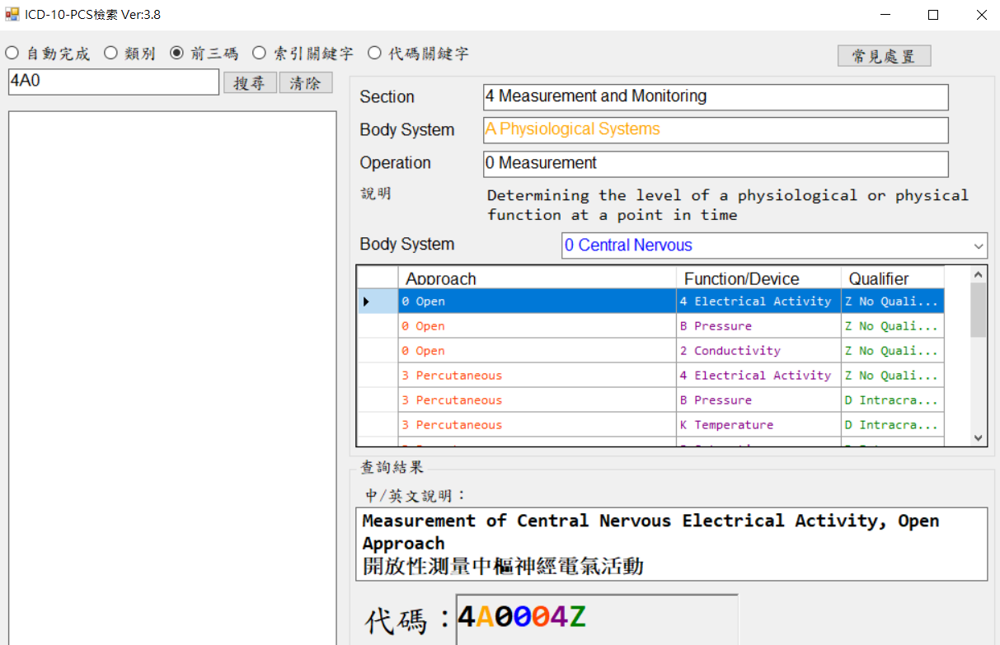 ICD-10-PCS檢索 Ver:3.8
自動完成 類別 前三碼 索引關鍵字 代碼關鍵字
常見處置
4A0 搜尋 清除
Section 4 Measurement and Monitoring
Body System A Physiological Systems
Operation 0 Measurement
說明 Determining the level of a physiological or physical
function at a point in time
Body System 0 Central Nervous
Approach Function/Device Qualifier
0 Open 4 Electrical Activity Z No Quali...
0 Open B Pressure Z No Quali...
0 Open 2 Conductivity Z No Quali...
3 Percutaneous 4 Electrical Activity Z No Quali...
3 Percutaneous B Pressure D Intracra...
3 Percutaneous K Temperature D Intracra...
查詢結果
中/英文說明：
Measurement of Central Nervous Electrical Activity, Open
Approach
開放性測量中樞神經電氣活動
代碼：4A0004Z